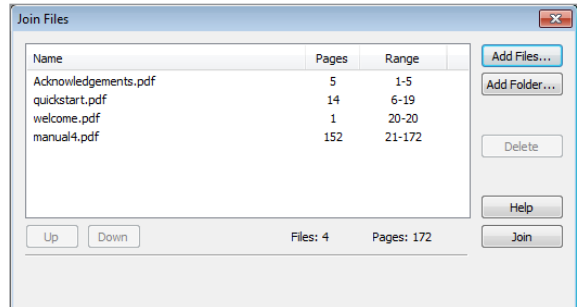 Join Files
Name Pages Range
Acknowledgements.pdf 5 1-5
quickstart.pdf 14 6-19
welcome.pdf 1 20-20
manual4.pdf 152 21-172
Add Files...
Add Folder...
Delete
Help
Up Down Files: 4 Pages: 172 Join